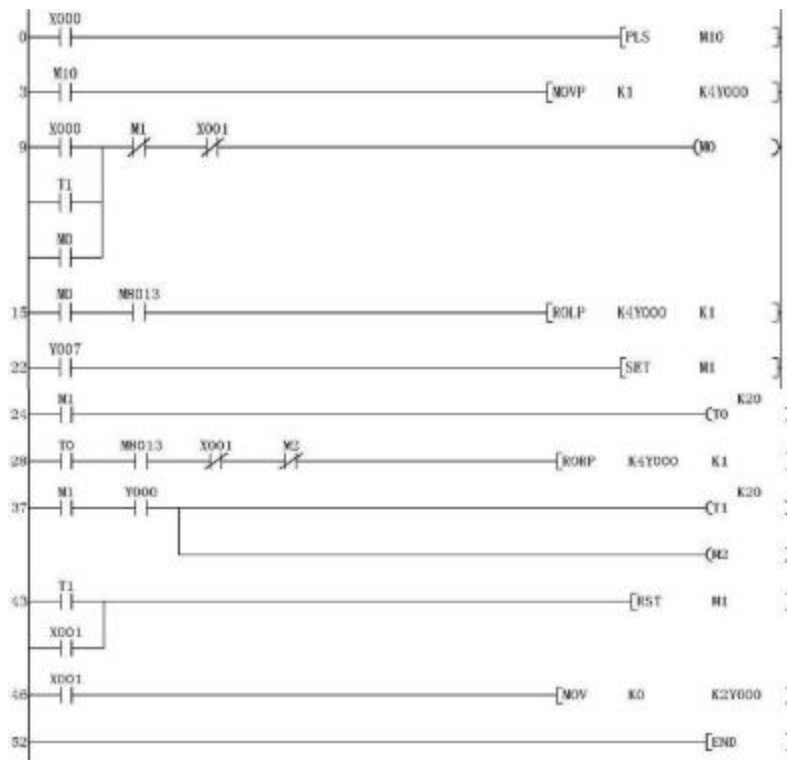 X000
0 PLS M10
M10
3 MOVP K1 K4Y000
X000 M1 X001
9 M0
T1
M0
M0 M8013
15 ROLP K4Y000 K1
Y007
22 SET M1
M1 K20
24 T0
T0 M8013 X001 M2
28 RORP K4Y000 K1
M1 Y000 K20
37 T1
M2
T1
43 RST M1
X001
X001
46 MOV K0 K2Y000
52 END